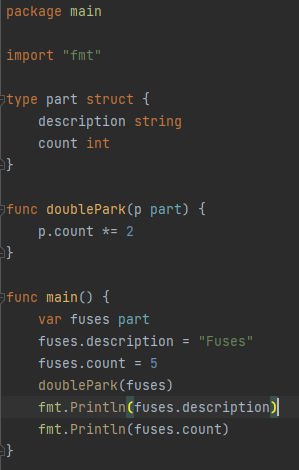 package main
import "fmt"
type part struct {
description string
count int
}
func doublePark(p part) {
p.count *= 2
}
func main() {
var fuses part
fuses.description = "Fuses"
fuses.count = 5
doublePark(fuses)
fmt.Println(fuses.description)
fmt.Println(fuses.count)
}